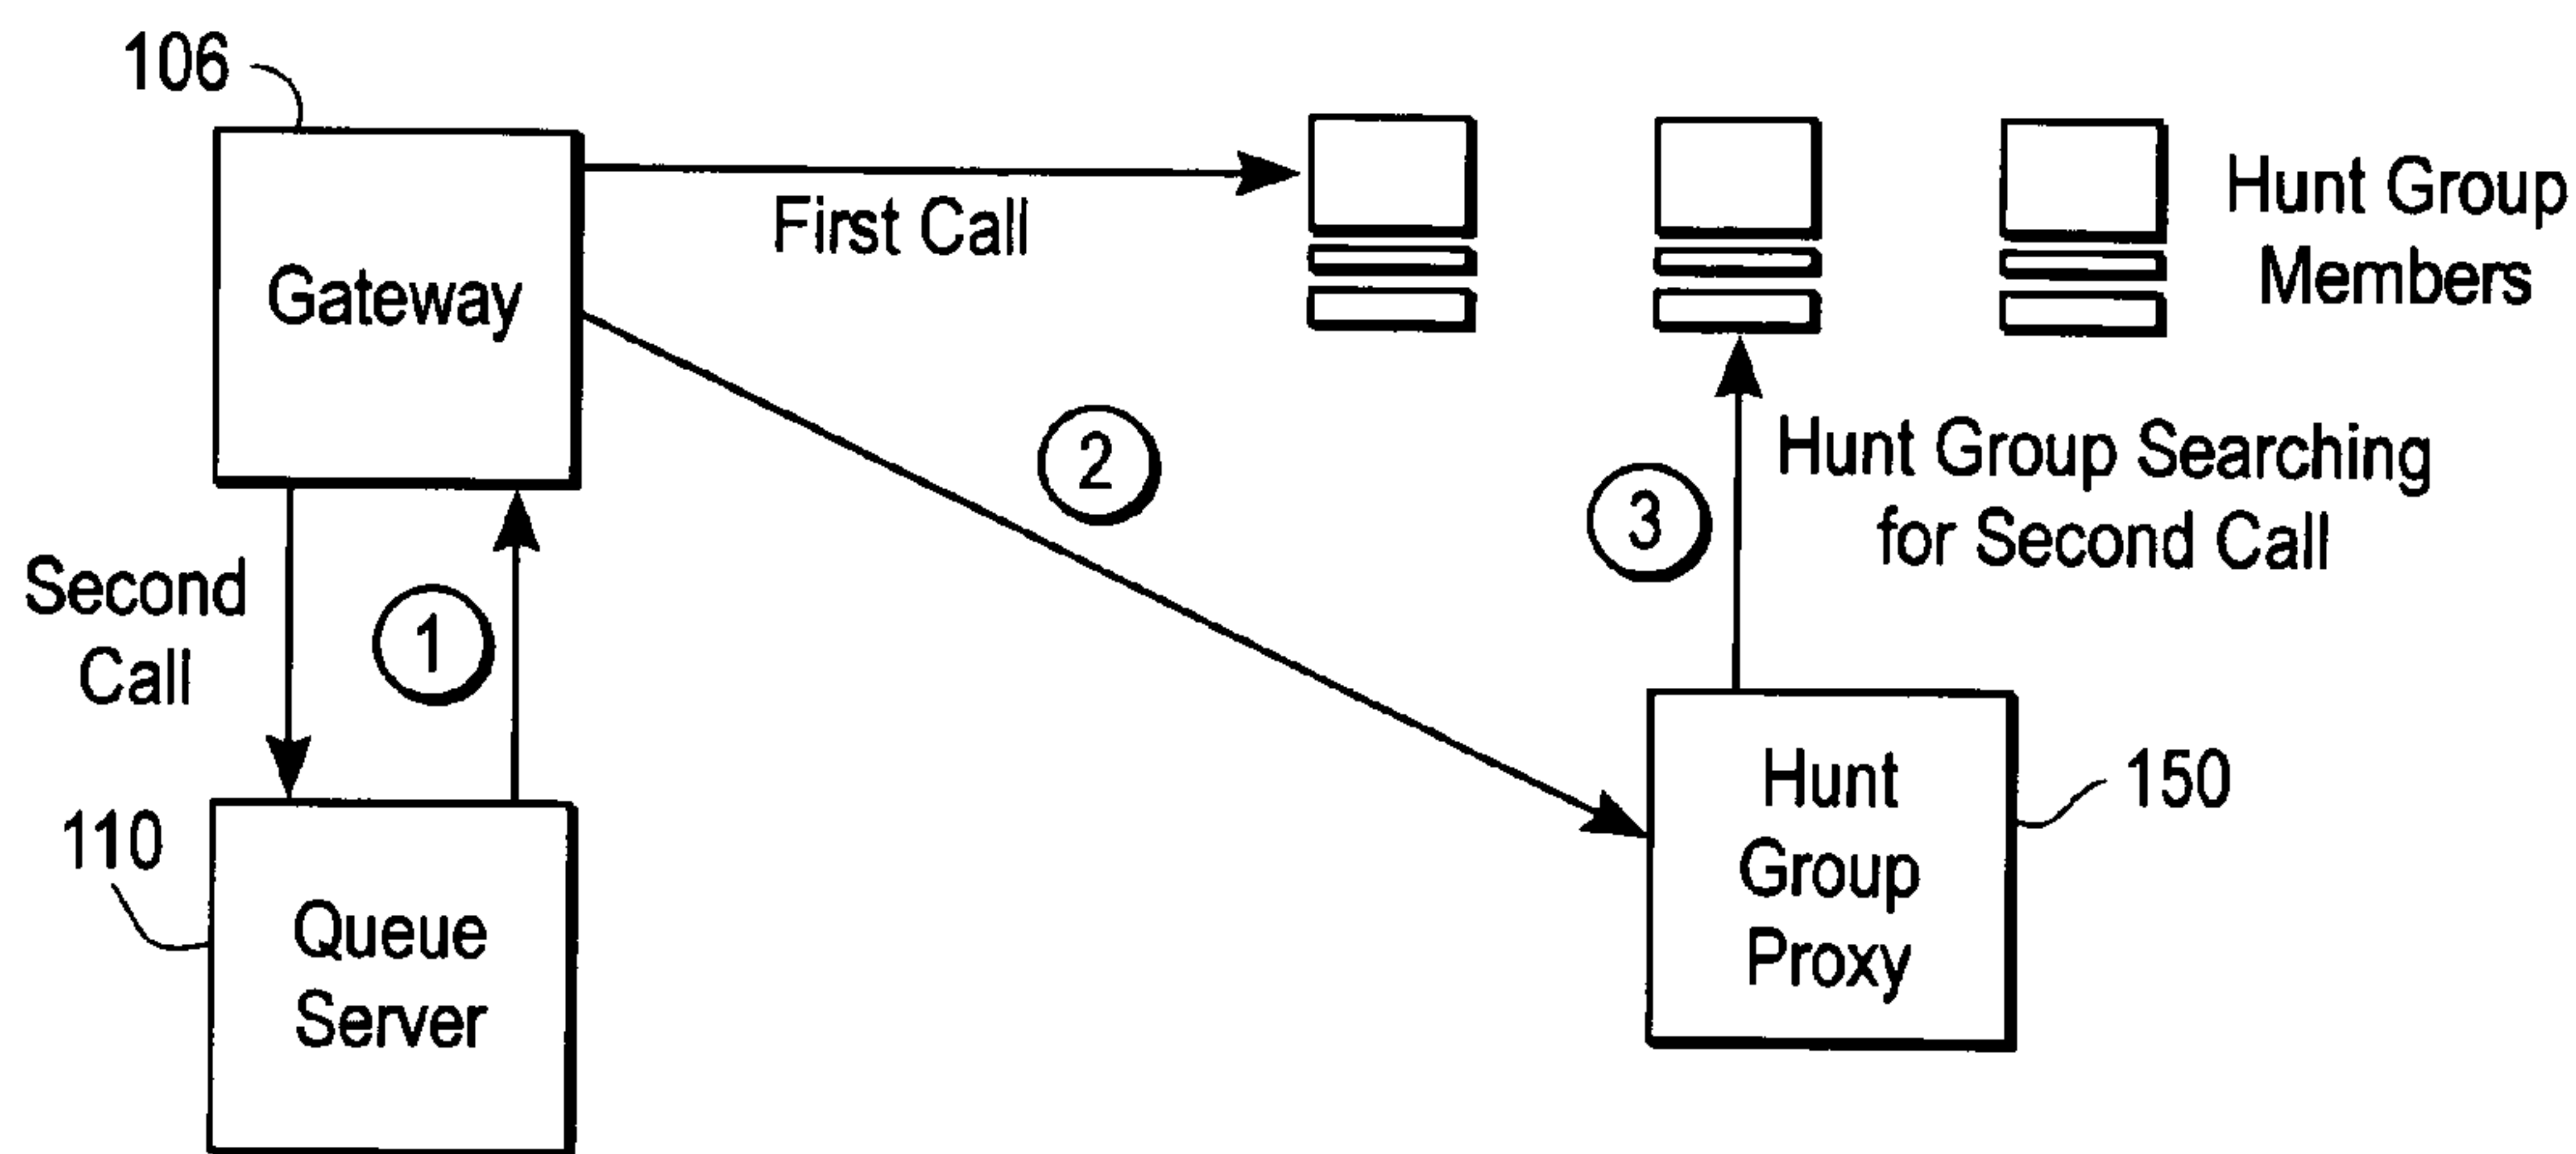 106
Gateway
First Call
Hunt Group
Members
2
3
Hunt Group Searching
for Second Call
Second
Call
1
110
Queue
Server
Hunt
Group
Proxy
150